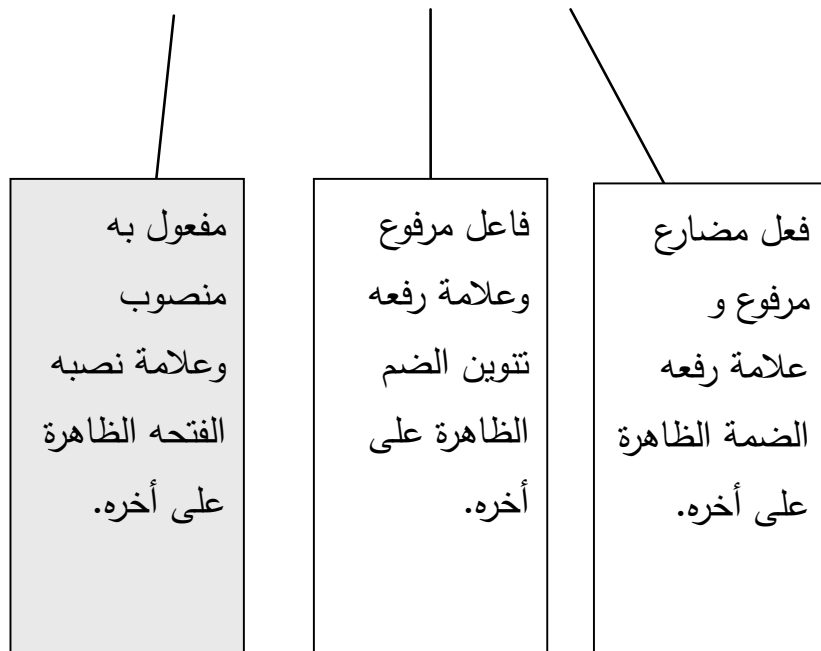 فعل مضارع
مرفوع و
علامة رفعه
الضمة الظاهرة
على أخره.
فاعل مرفوع
وعلامة رفعه
تتوين الضم
الظاهرة على
أخره.
مفعول به
منصوب
وعلامة نصبه
الفتحه الظاهرة
على أخره.